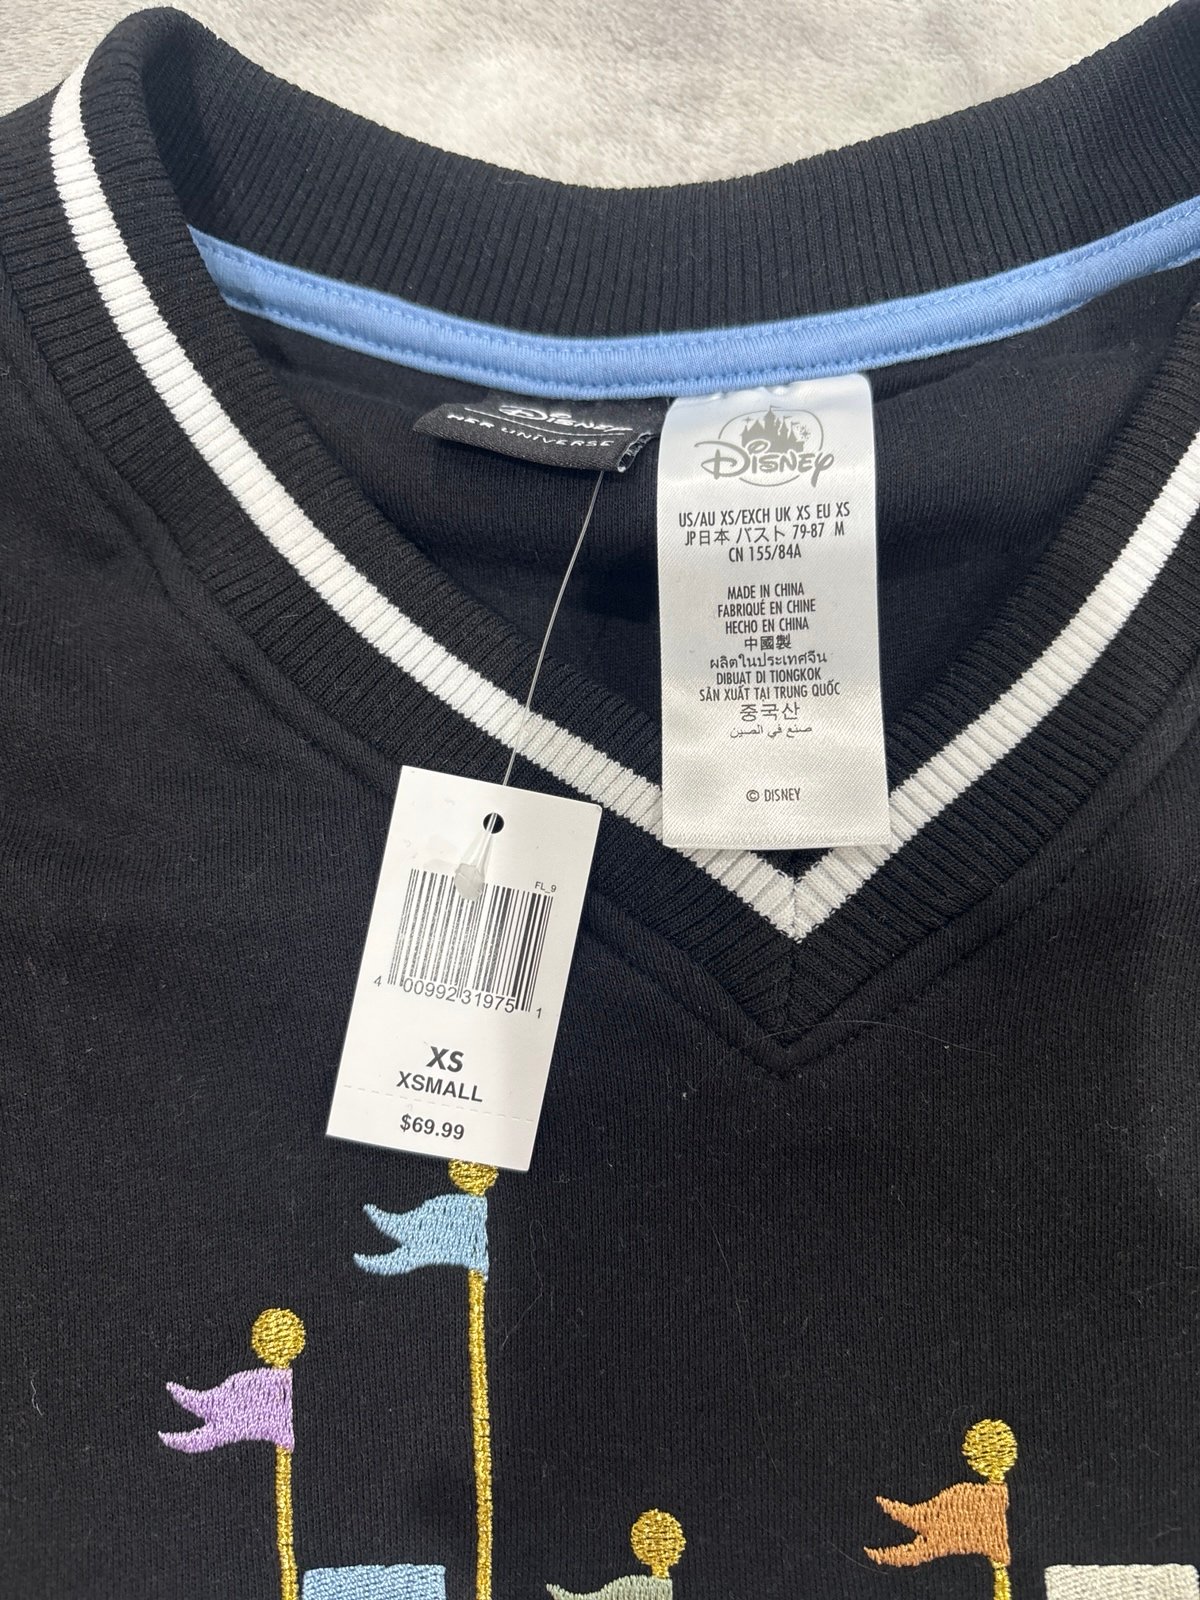 Disney
HER UNIVERSE
Disney
US/AU XS/EXCH UK XS EU XS
JP日本 バスト 79-87 M
CN 155/84A
MADE IN CHINA
FABRIQUÉ EN CHINE
HECHO EN CHINA
中國製
ผลิตในประเทศจีน
DIBUAT DI TIONGKOK
SẢN XUẤT TẠI TRUNG QUỐC
중국산
صنع في الصين
© DISNEY
FL_9
4 00992 31975 1
XS
XSMALL
$69.99